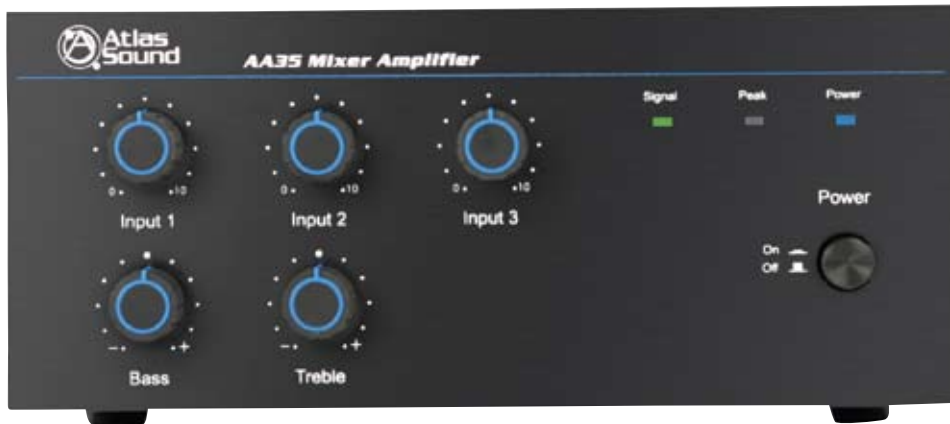 Atlas
Sound
AA35 Mixer Amplifier
Signal Peak Power
0 10 0 10 0 10
Input 1 Input 2 Input 3
Power
On
Off
- + - +
Bass Treble